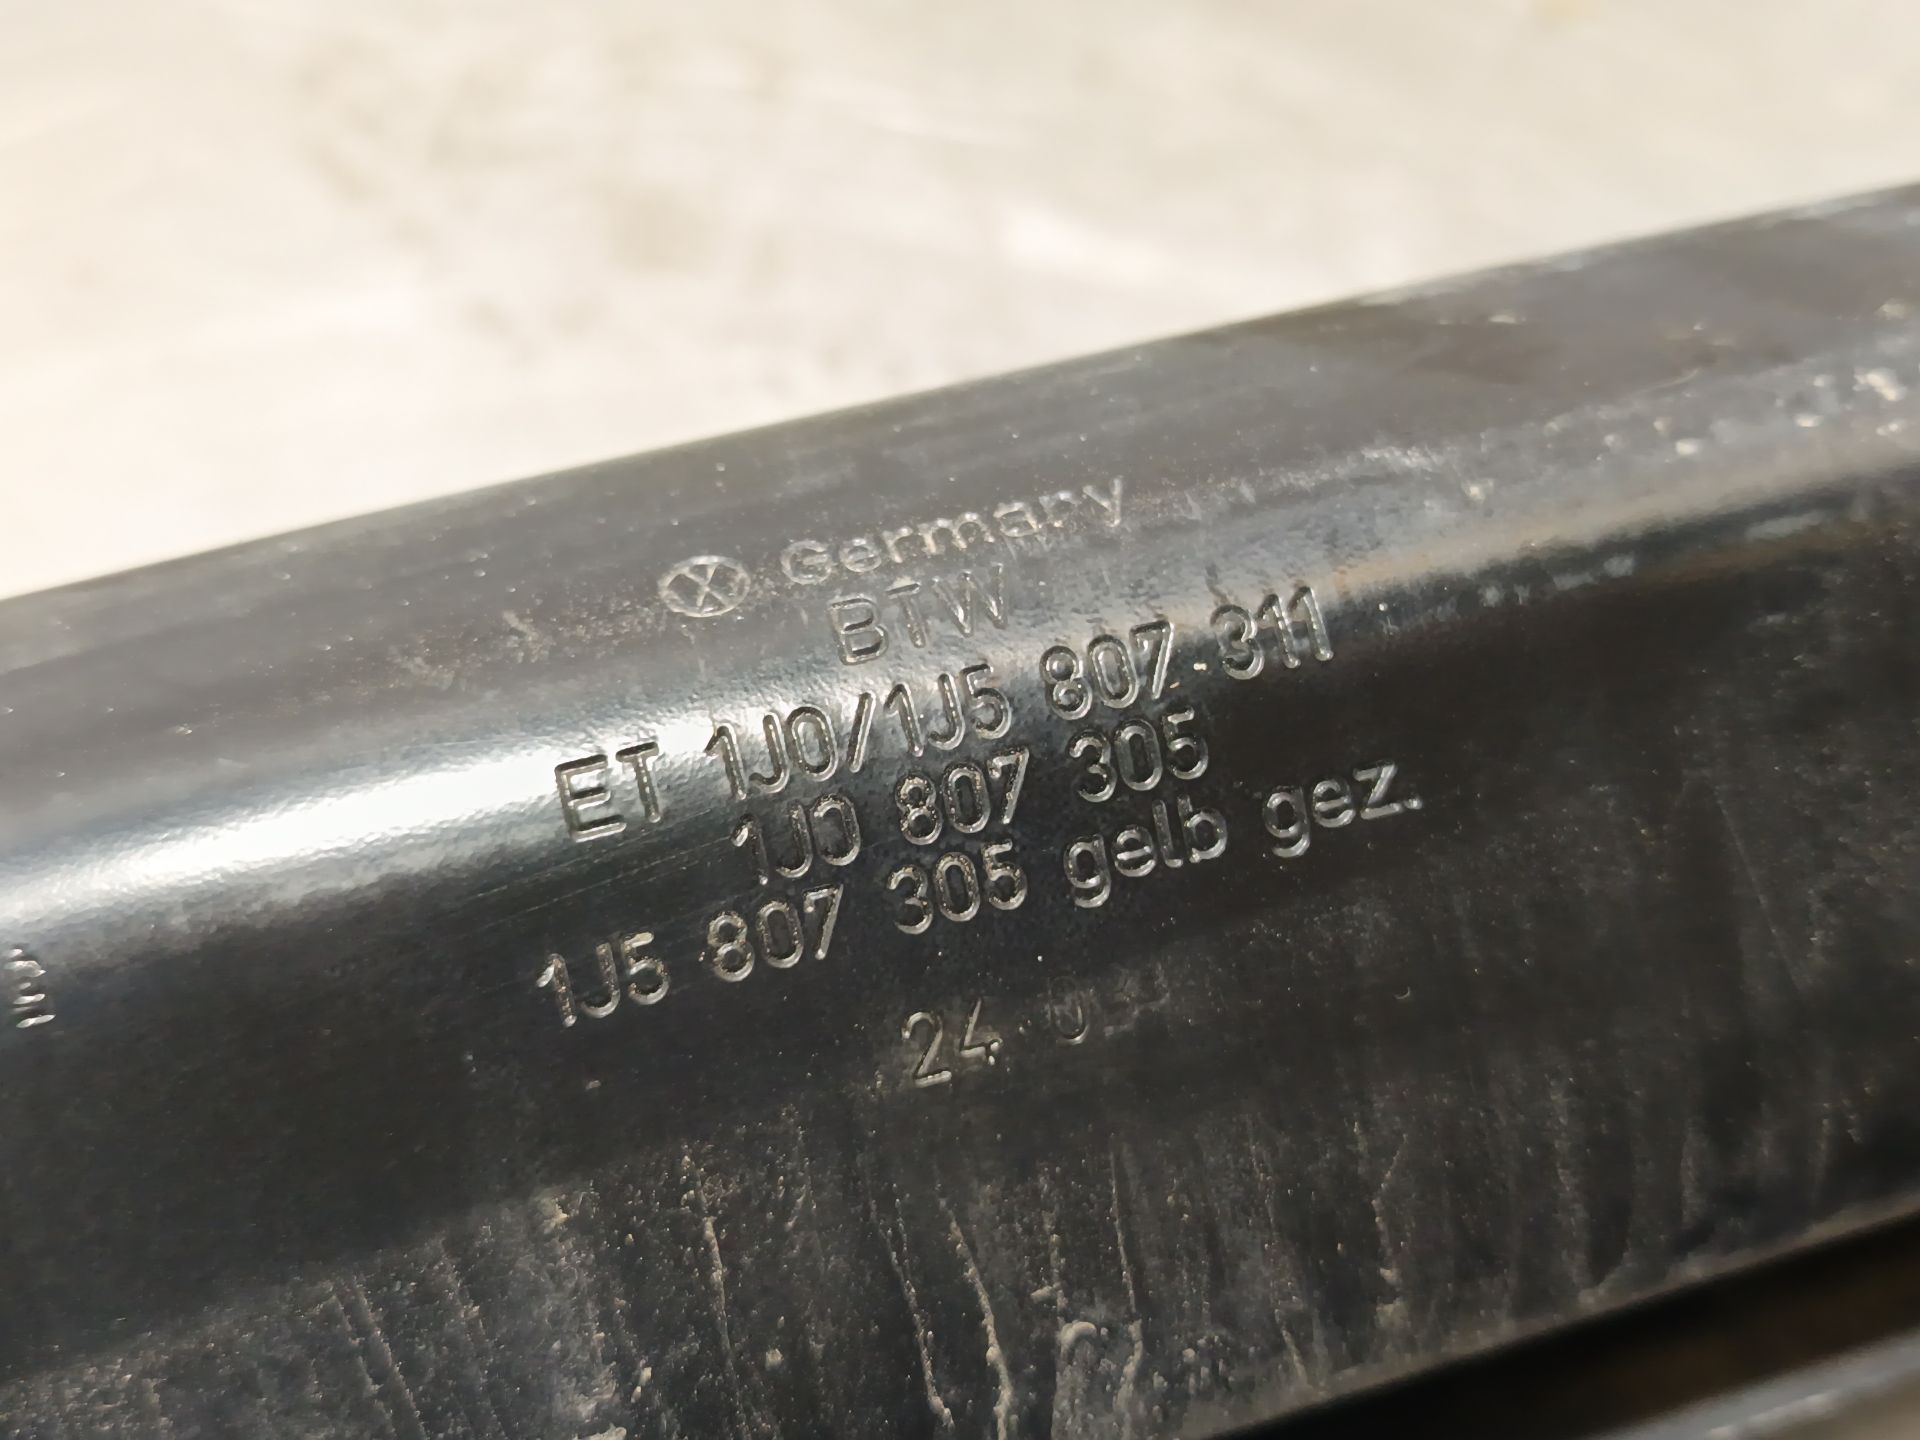 Germany
BTW
ET 1J0/1J5 807 311
1J0 807 305
1J5 807 305 gelb gez.
24